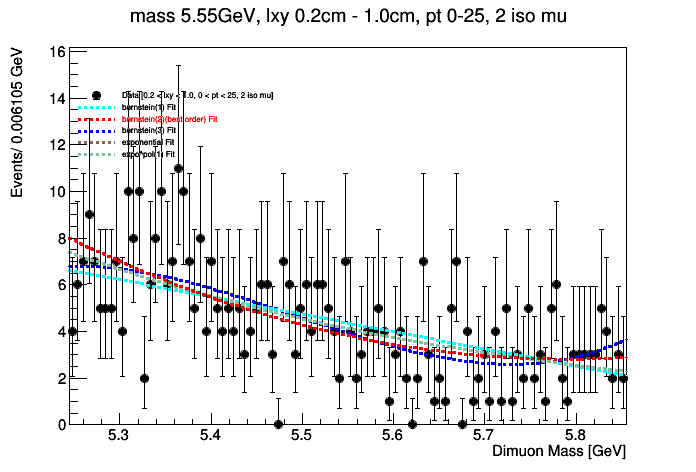 mass 5.55GeV, lxy 0.2cm - 1.0cm, pt 0-25, 2 iso mu
Events/ 0.006105 GeV
16
14
12
10
8
6
4
2
0
Data[0.2 < lxy < 1.0, 0 < pt < 25, 2 iso mu]
bernstein(1) Fit
bernstein(2)(best order) Fit
bernstein(3) Fit
exponential Fit
expo*pol(1) Fit
5.3 5.4 5.5 5.6 5.7 5.8
Dimuon Mass [GeV]